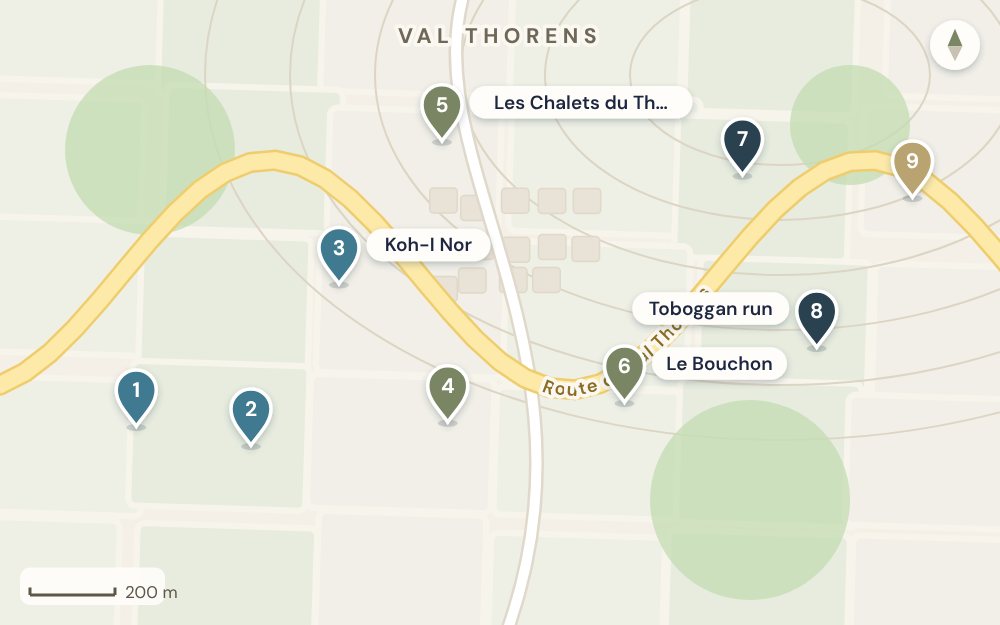 VAL THORENS
5
Les Chalets du Th...
7
9
3
Koh-I Nor
Toboggan run
8
6
Le Bouchon
Route
1
2
4
200 m